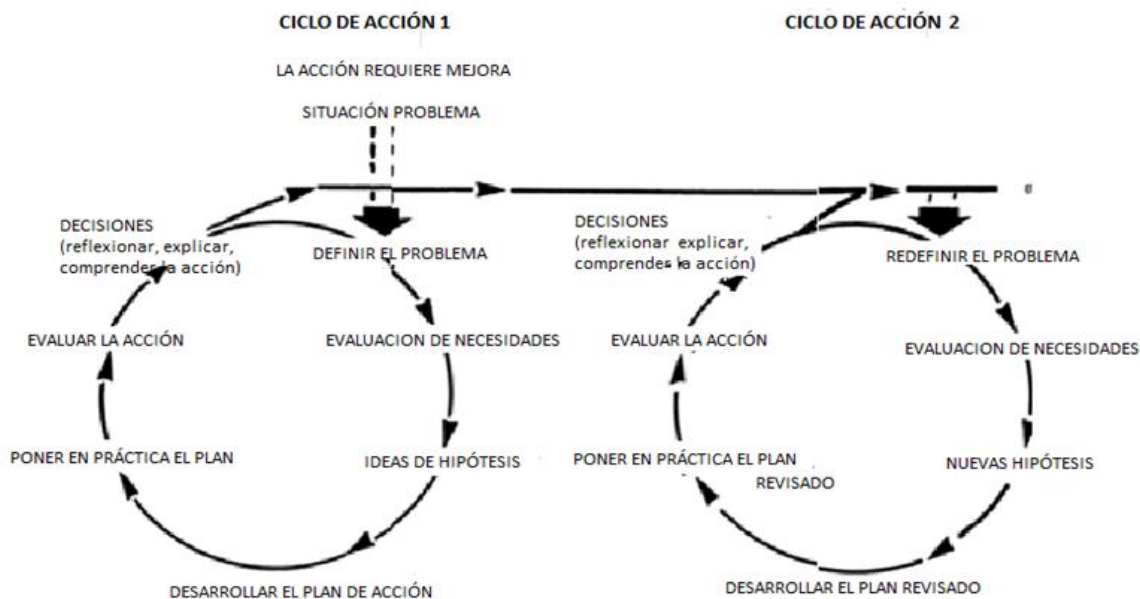 CICLO DE ACCIÓN 1
LA ACCIÓN REQUIERE MEJORA
SITUACIÓN PROBLEMA
DEFINIR EL PROBLEMA
EVALUACION DE NECESIDADES
IDEAS DE HIPÓTESIS
DESARROLLAR EL PLAN DE ACCIÓN
PONER EN PRÁCTICA EL PLAN
EVALUAR LA ACCIÓN
DECISIONES
(reflexionar, explicar,
comprender la acción)
CICLO DE ACCIÓN 2
REDEFINIR EL PROBLEMA
EVALUACION DE NECESIDADES
NUEVAS HIPÓTESIS
DESARROLLAR EL PLAN REVISADO
PONER EN PRÁCTICA EL PLAN
REVISADO
EVALUAR LA ACCIÓN
DECISIONES
(reflexionar explicar,
comprender la acción)